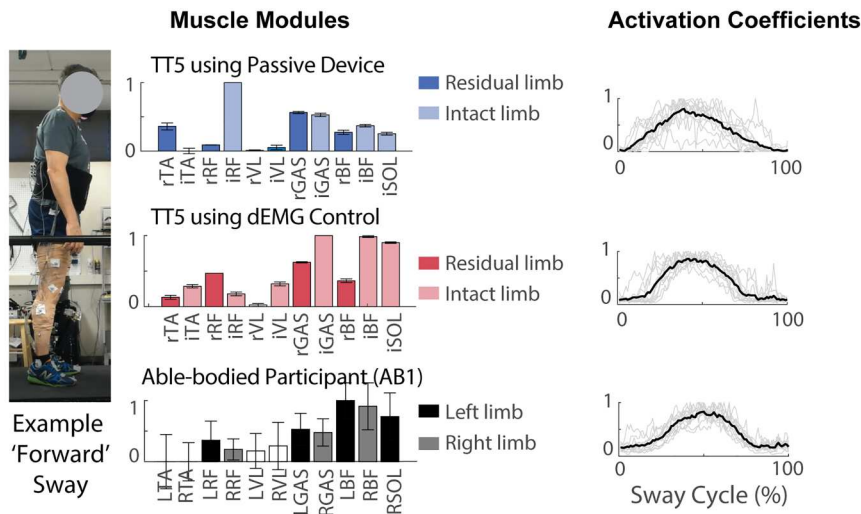 Muscle Modules
Activation Coefficients
TT5 using Passive Device
1
0
rTA
iTA
rRF
iRF
rVL
iVL
rGAS
iGAS
rBF
iBF
iSOL
Residual limb
Intact limb
1
0
0
100
TT5 using dEMG Control
1
0
rTA
iTA
rRF
iRF
rVL
iVL
rGAS
iGAS
rBF
iBF
iSOL
Residual limb
Intact limb
1
0
0
100
Able-bodied Participant (AB1)
1
0
LTA
RTA
LRF
RRF
LVL
RVL
LGAS
RGAS
LBF
RBF
RSOL
Left limb
Right limb
1
0
0
100
Sway Cycle (%)
Example
'Forward'
Sway